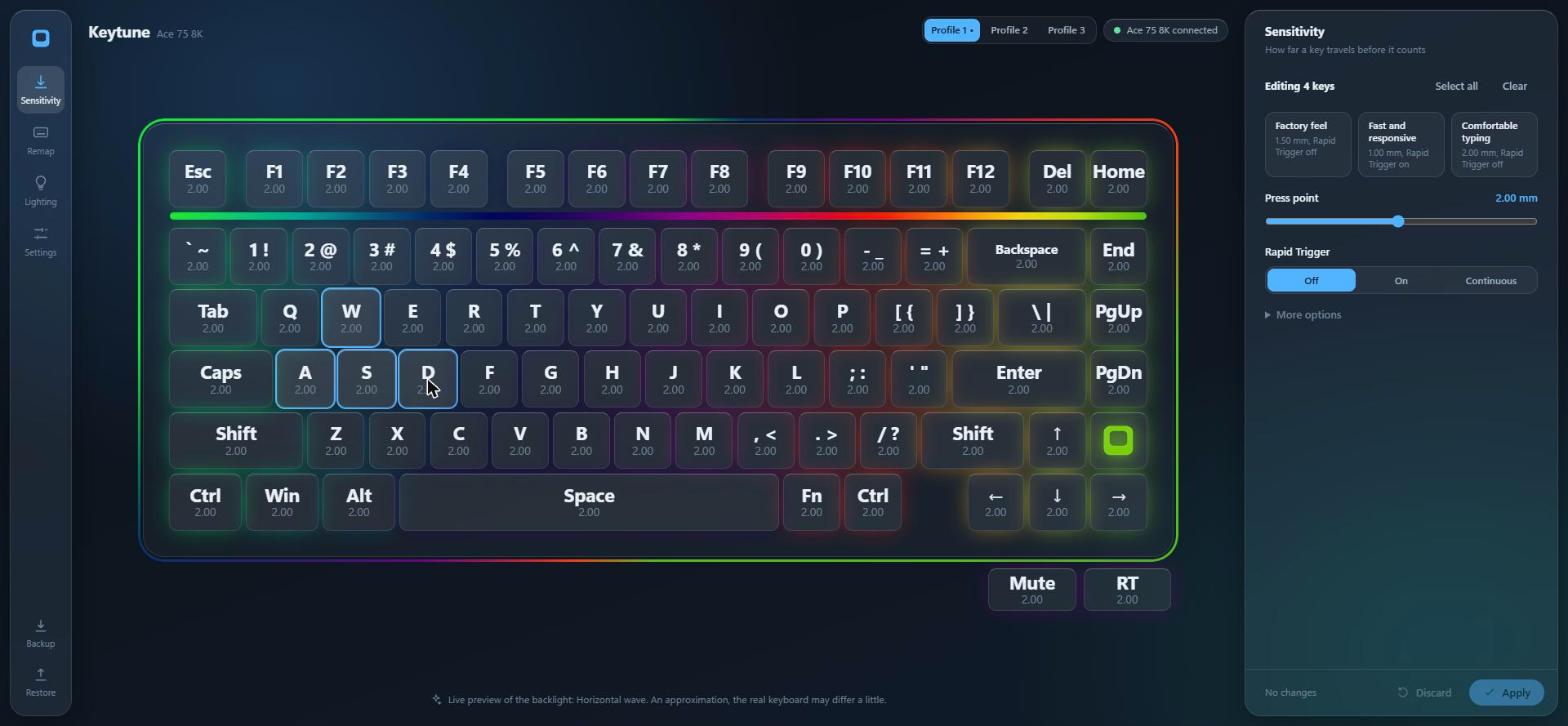 Keytune Ace 75 8K
Profile 1 • Profile 2 Profile 3
Ace 75 8K connected
Sensitivity
Remap
Lighting
Settings
Backup
Restore
Esc F1 F2 F3 F4 F5 F6 F7 F8 F9 F10 F11 F12 Del Home
2.00 2.00 2.00 2.00 2.00 2.00 2.00 2.00 2.00 2.00 2.00 2.00 2.00 2.00 2.00
` ~ 1 ! 2 @ 3 # 4 $ 5 % 6 ^ 7 & 8 * 9 ( 0 ) - _ = + Backspace End
2.00 2.00 2.00 2.00 2.00 2.00 2.00 2.00 2.00 2.00 2.00 2.00 2.00 2.00 2.00
Tab Q W E R T Y U I O P [ { ] } \ | PgUp
2.00 2.00 2.00 2.00 2.00 2.00 2.00 2.00 2.00 2.00 2.00 2.00 2.00 2.00 2.00
Caps A S D F G H J K L ; : ' " Enter PgDn
2.00 2.00 2.00 2.00 2.00 2.00 2.00 2.00 2.00 2.00 2.00 2.00 2.00
Shift Z X C V B N M , < . > / ? Shift ↑
2.00 2.00 2.00 2.00 2.00 2.00 2.00 2.00 2.00 2.00 2.00 2.00 2.00
Ctrl Win Alt Space Fn Ctrl ← ↓ →
2.00 2.00 2.00 2.00 2.00 2.00 2.00 2.00 2.00
Mute RT
2.00 2.00
Live preview of the backlight: Horizontal wave. An approximation, the real keyboard may differ a little.
Sensitivity
How far a key travels before it counts
Editing 4 keys Select all Clear
Factory feel
1.50 mm, Rapid
Trigger off
Fast and
responsive
1.00 mm, Rapid
Trigger on
Comfortable
typing
2.00 mm, Rapid
Trigger off
Press point 2.00 mm
Rapid Trigger
Off On Continuous
More options
No changes Discard Apply